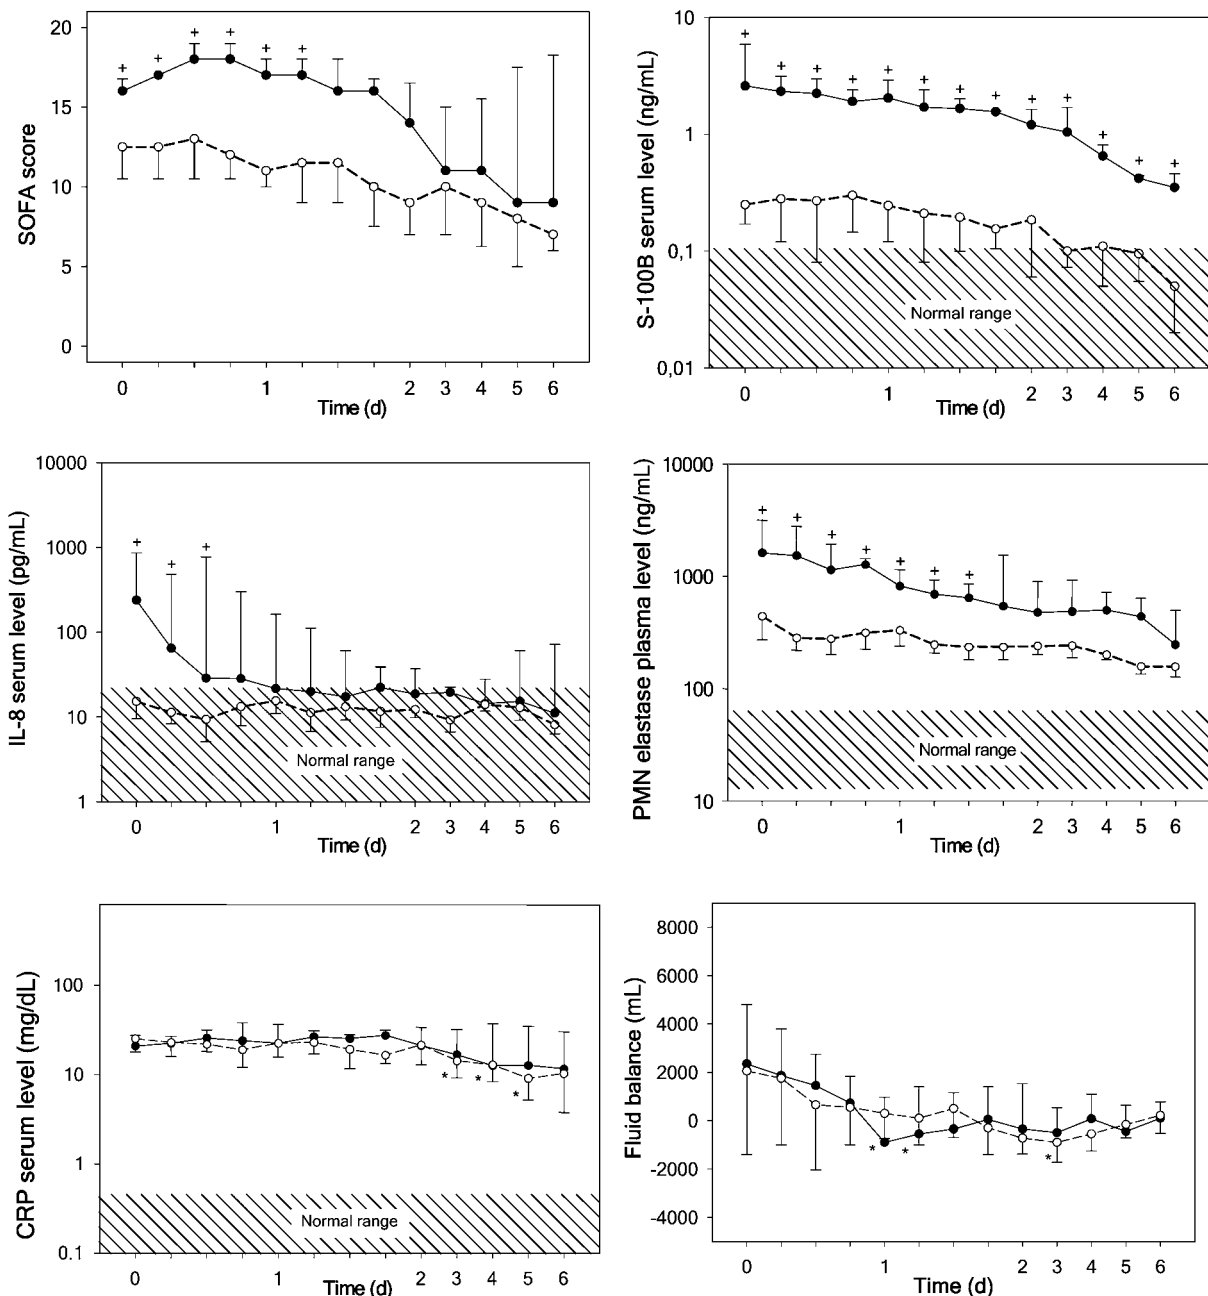 SOFA score
20
15
10
5
0
+ + + + + +
0 1 2 3 4 5 6
Time (d)
S-100B serum level (ng/mL)
10
1
0,1
0,01
+ + + + + + + + + + + + +
Normal range
0 1 2 3 4 5 6
Time (d)
IL-8 serum level (pg/mL)
10000
1000
100
10
1
+ + +
Normal range
0 1 2 3 4 5 6
Time (d)
PMN elastase plasma level (ng/mL)
10000
1000
100
10
+ + + + + + +
Normal range
0 1 2 3 4 5 6
Time (d)
CRP serum level (mg/dL)
100
10
1
0.1
* * *
Normal range
0 1 2 3 4 5 6
Time (d)
Fluid balance (mL)
8000
6000
4000
2000
0
-2000
-4000
* * *
0 1 2 3 4 5 6
Time (d)